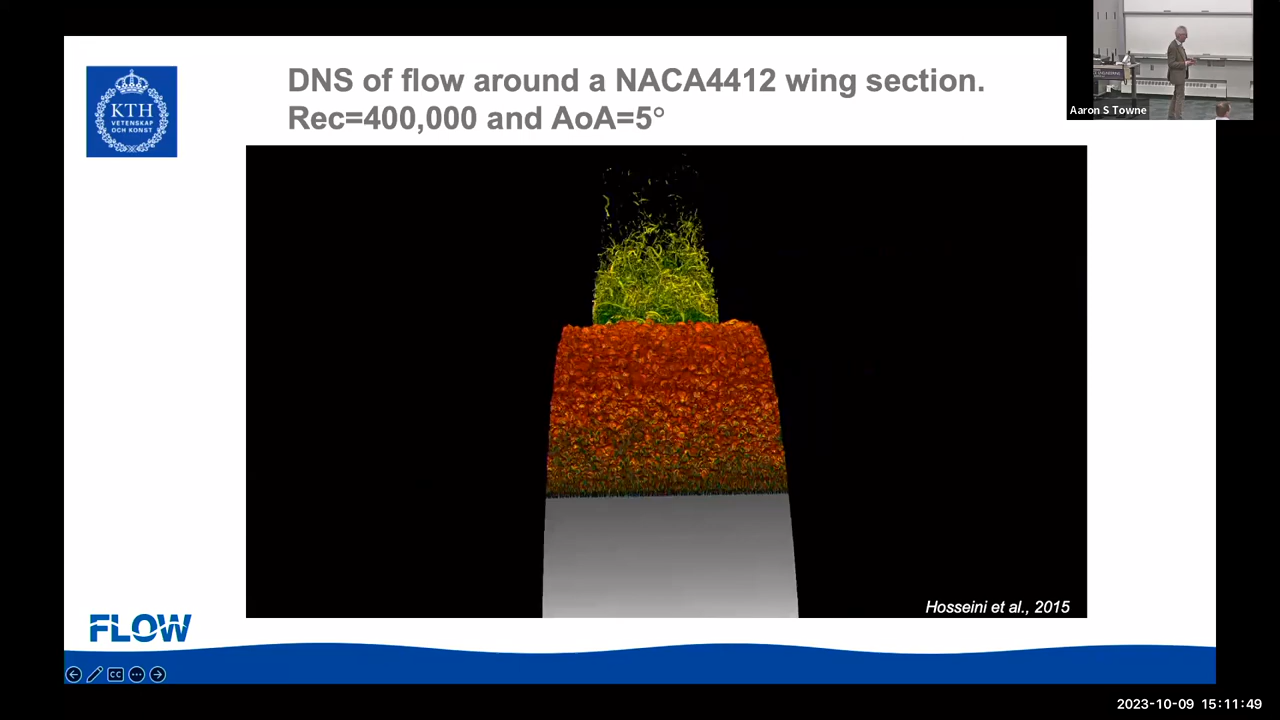 DNS of flow around a NACA4412 wing section.
Rec=400,000 and AoA=5°
KTH
VETENSKAP
OCH KONST
Aaron S Towne
Hosseini et al., 2015
FLOW
CC
2023-10-09 15:11:49